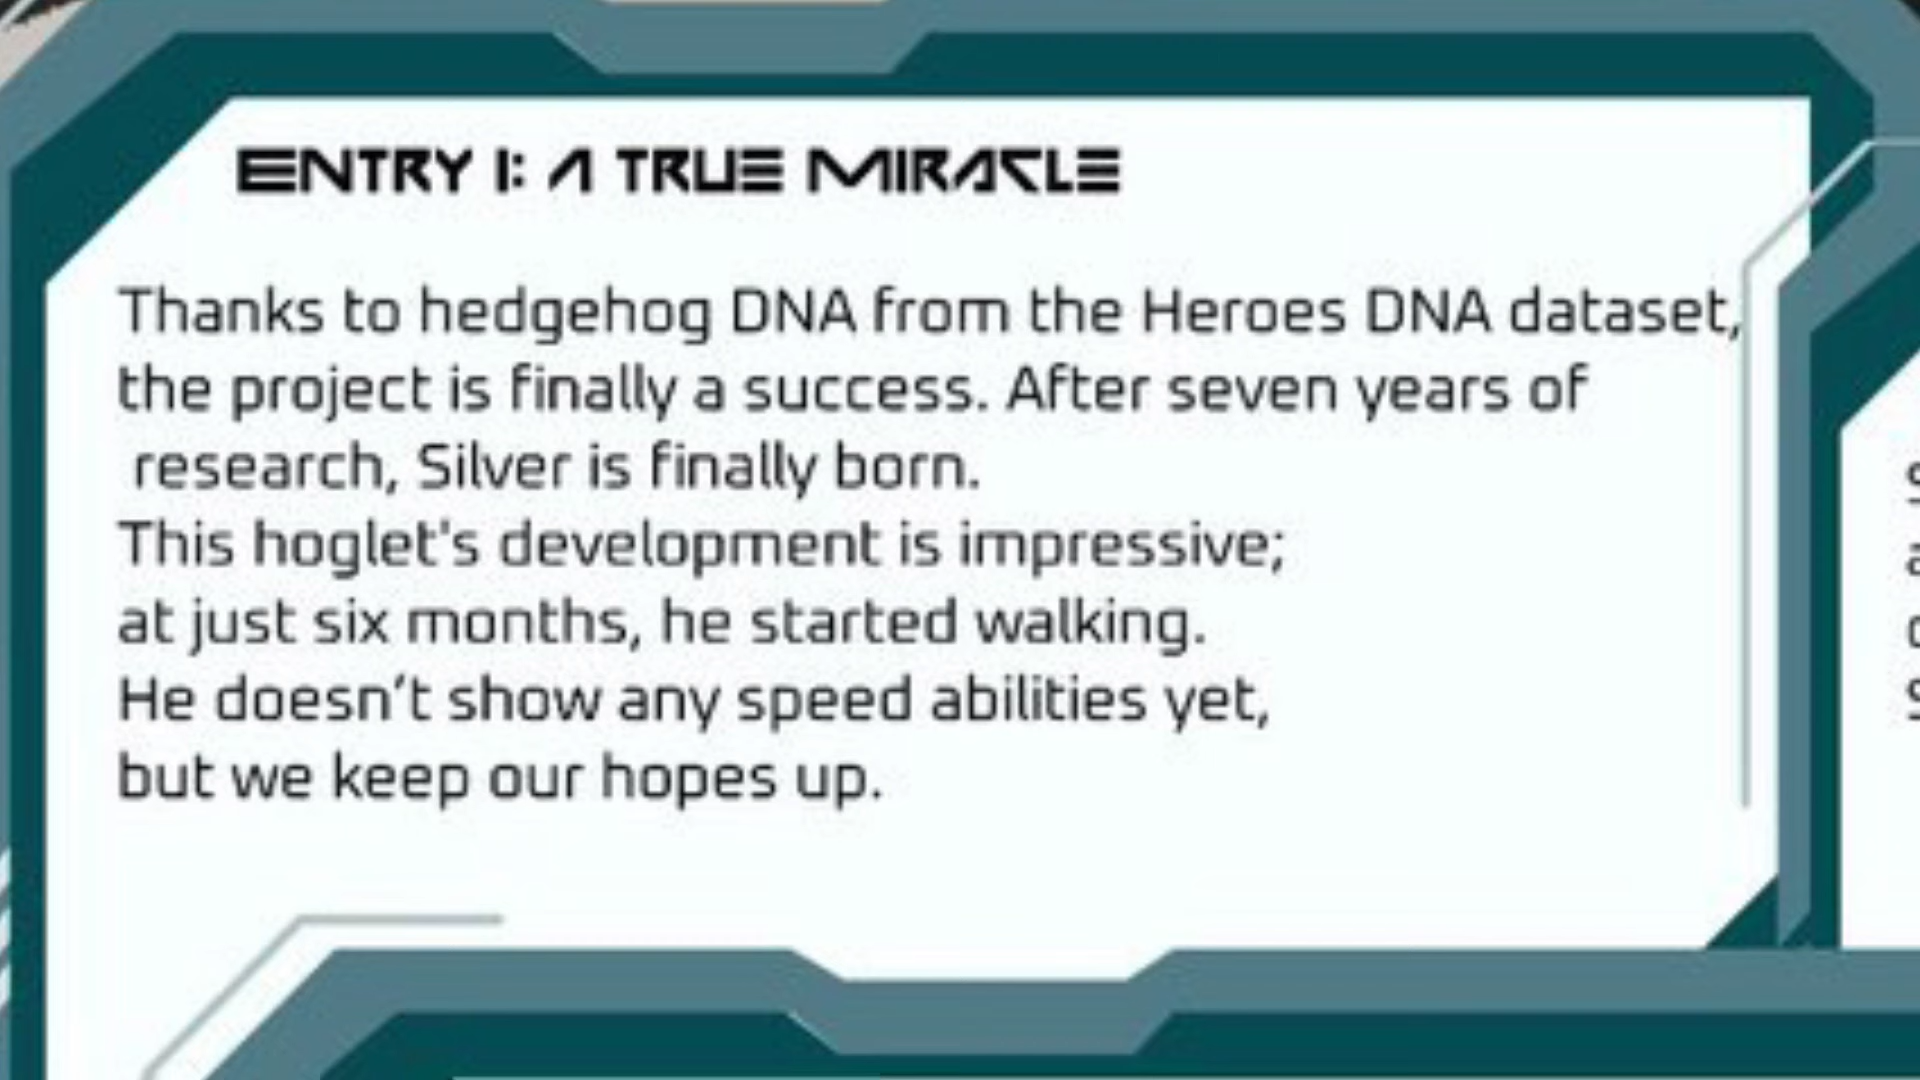 ENTRY 1: A TRUE MIRACLE
Thanks to hedgehog DNA from the Heroes DNA dataset,
the project is finally a success. After seven years of
research, Silver is finally born.
This hoglet's development is impressive;
at just six months, he started walking.
He doesn’t show any speed abilities yet,
but we keep our hopes up.